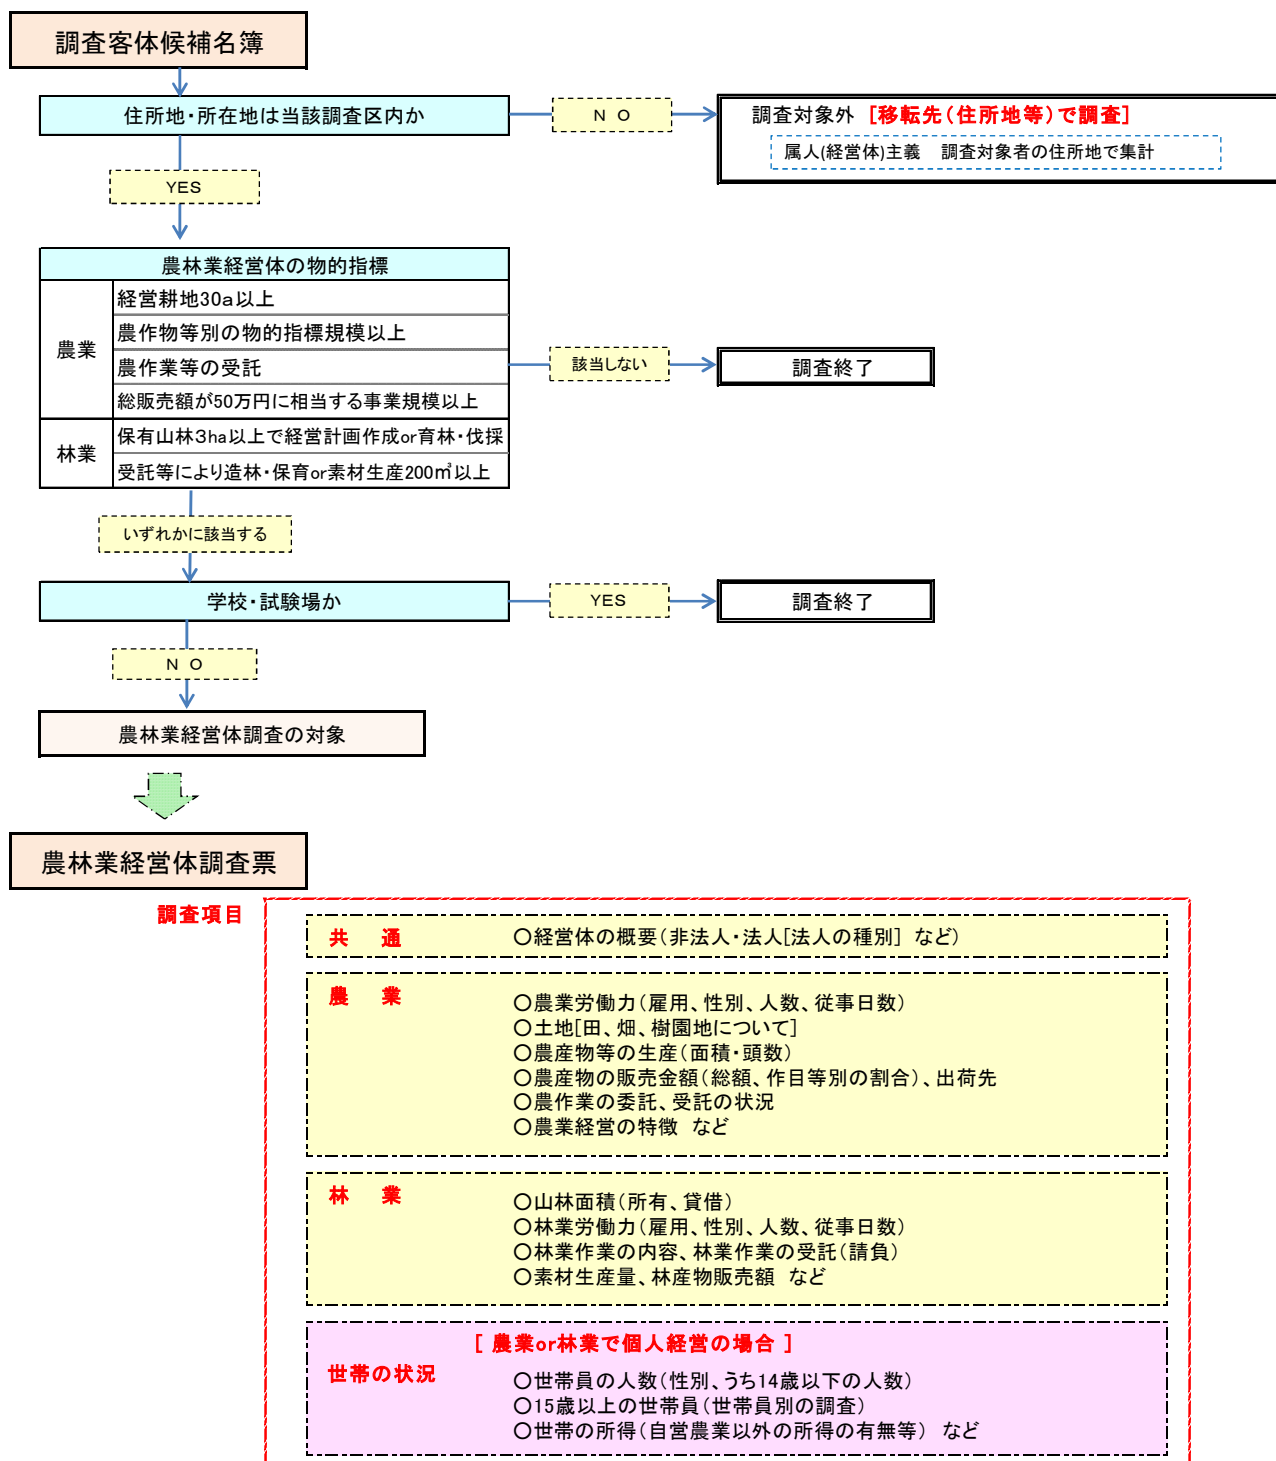 調査客体候補名簿
住所地・所在地は当該調査区内か
ＮＯ
調査対象外 [移転先(住所地等)で調査]
属人(経営体)主義　調査対象者の住所地で集計
YES
農林業経営体の物的指標
農業
経営耕地30a以上
農作物等別の物的指標規模以上
農作業等の受託
総販売額が50万円に相当する事業規模以上
林業
保有山林３ha以上で経営計画作成or育林・伐採
受託等により造林・保育or素材生産200㎥以上
該当しない
調査終了
いずれかに該当する
学校・試験場か
YES
調査終了
ＮＯ
農林業経営体調査の対象
農林業経営体調査票
調査項目
共　通
○経営体の概要(非法人・法人[法人の種別] など)
農　業
○農業労働力(雇用、性別、人数、従事日数)
○土地[田、畑、樹園地について]
○農産物等の生産(面積・頭数)
○農産物の販売金額(総額、作目等別の割合)、出荷先
○農作業の委託、受託の状況
○農業経営の特徴 など
林　業
○山林面積(所有、貸借)
○林業労働力(雇用、性別、人数、従事日数)
○林業作業の内容、林業作業の受託(請負)
○素材生産量、林産物販売額 など
[ 農業or林業で個人経営の場合 ]
世帯の状況
○世帯員の人数(性別、うち14歳以下の人数)
○15歳以上の世帯員(世帯員別の調査)
○世帯の所得(自営農業以外の所得の有無等) など